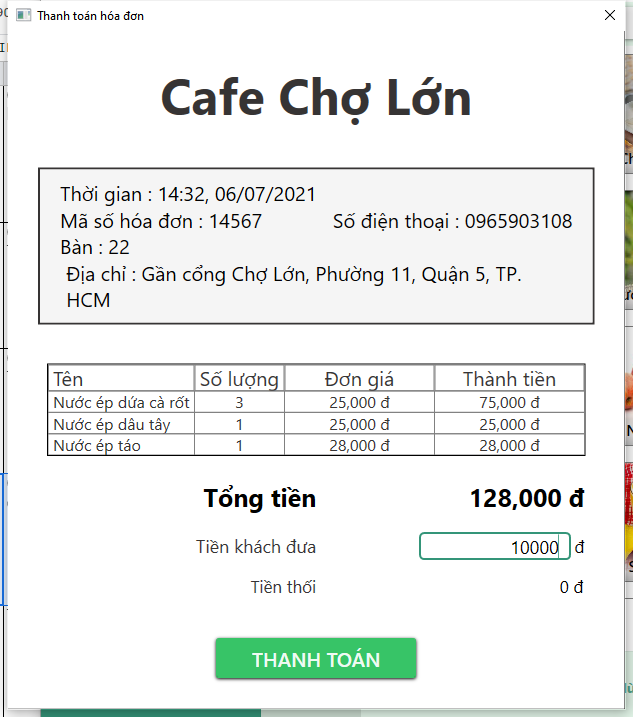 Thanh toán hóa đơn
Cafe Chợ Lớn
Thời gian : 14:32, 06/07/2021
Mã số hóa đơn : 14567 Số điện thoại : 0965903108
Bàn : 22
Địa chỉ : Gần cổng Chợ Lớn, Phường 11, Quận 5, TP.
HCM
Tên Số lượng Đơn giá Thành tiền
Nước ép dứa cà rốt 3 25,000 đ 75,000 đ
Nước ép dâu tây 1 25,000 đ 25,000 đ
Nước ép táo 1 28,000 đ 28,000 đ
Tổng tiền 128,000 đ
Tiền khách đưa 10000 đ
Tiền thối 0 đ
THANH TOÁN